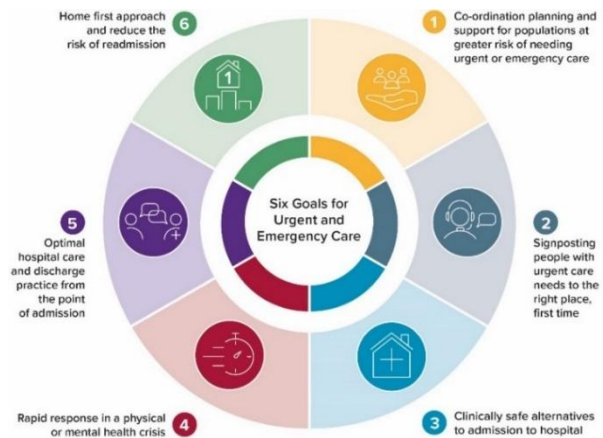 Six Goals for
Urgent and
Emergency Care
1
Co-ordination planning and
support for populations at
greater risk of needing
urgent or emergency care
2
Signposting
people with
urgent care
needs to the
right place,
first time
3
Clinically safe alternatives
to admission to hospital
4
Rapid response in a physical
or mental health crisis
5
Optimal
hospital care
and discharge
practice from
the point
of admission
6
Home first approach
and reduce the
risk of readmission
1